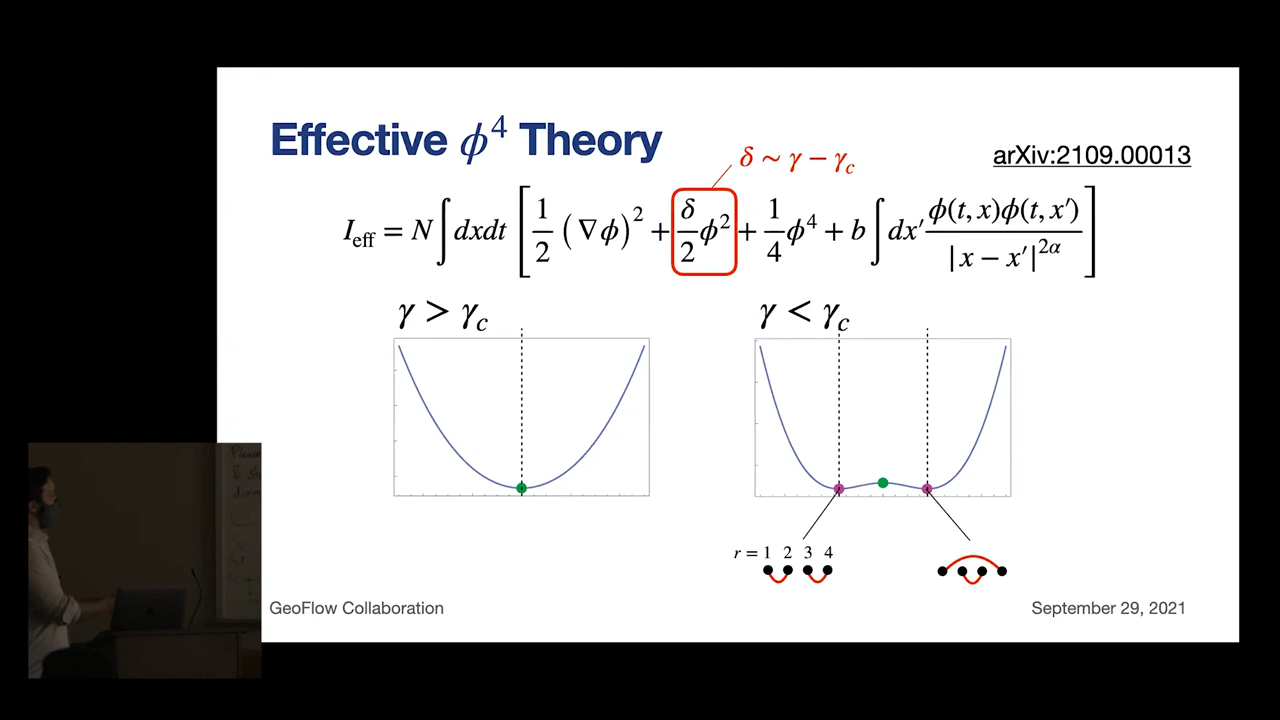 Effective ϕ⁴ Theory
δ ~ γ − γ_c
arXiv:2109.00013
I_eff = N ∫ dxdt [ 1/2 (∇ϕ)² + δ/2 ϕ² + 1/4 ϕ⁴ + b ∫ dx′ ϕ(t, x)ϕ(t, x′) / |x − x′|^{2α} ]
γ > γ_c
γ < γ_c
r = 1 2 3 4
GeoFlow Collaboration
September 29, 2021